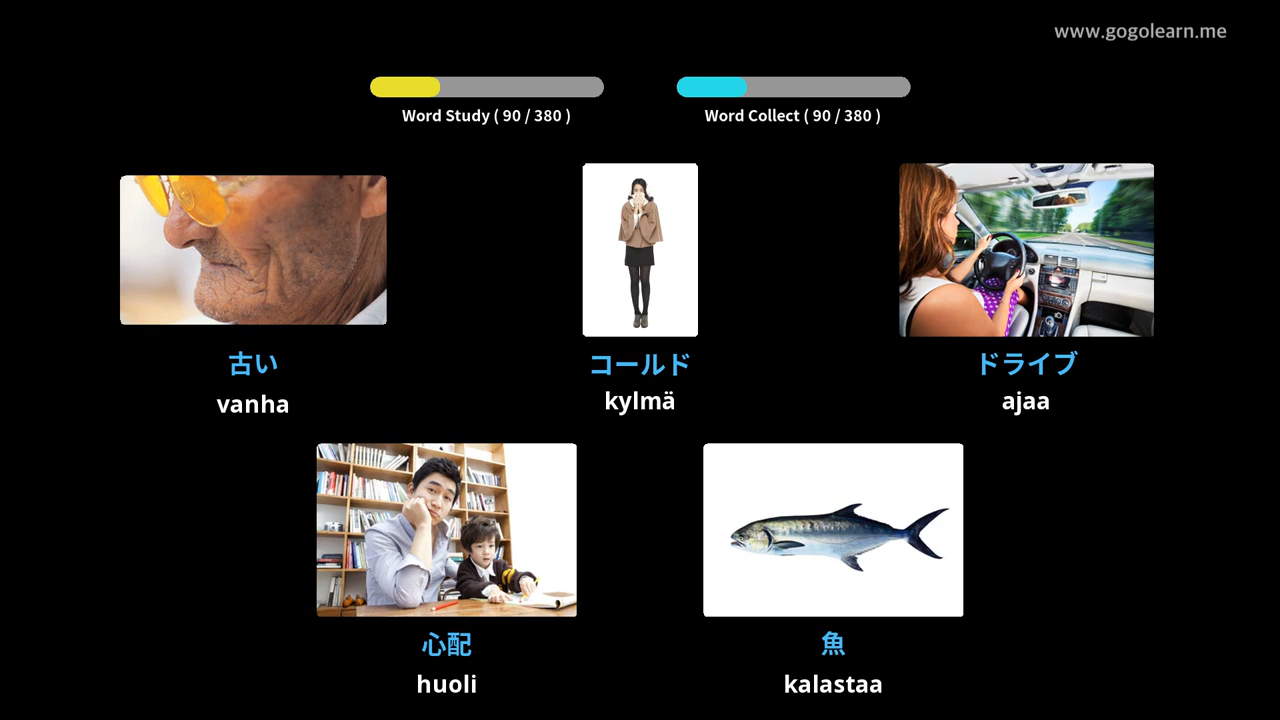 www.gogolearn.me
Word Study ( 90 / 380 )
Word Collect ( 90 / 380 )
古い
vanha
コールド
kylmä
ドライブ
ajaa
心配
huoli
魚
kalastaa